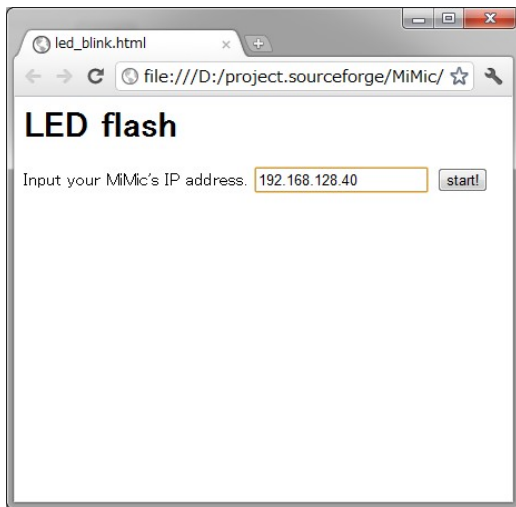 led_blink.html
file:///D:/project.sourceforge/MiMic/
LED flash
Input your MiMic's IP address. 192.168.128.40 start!